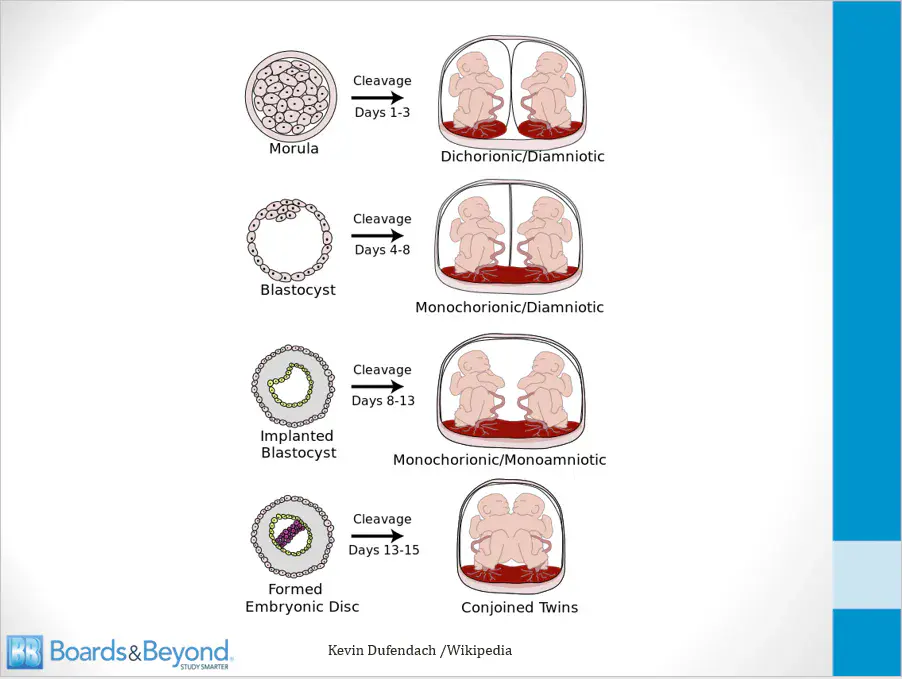 Cleavage
Days 1-3
Morula
Dichorionic/Diamniotic
Cleavage
Days 4-8
Blastocyst
Monochorionic/Diamniotic
Cleavage
Days 8-13
Implanted
Blastocyst
Monochorionic/Monoamniotic
Cleavage
Days 13-15
Formed
Embryonic Disc
Conjoined Twins
BB Boards&Beyond.
STUDY SMARTER
Kevin Dufendach /Wikipedia